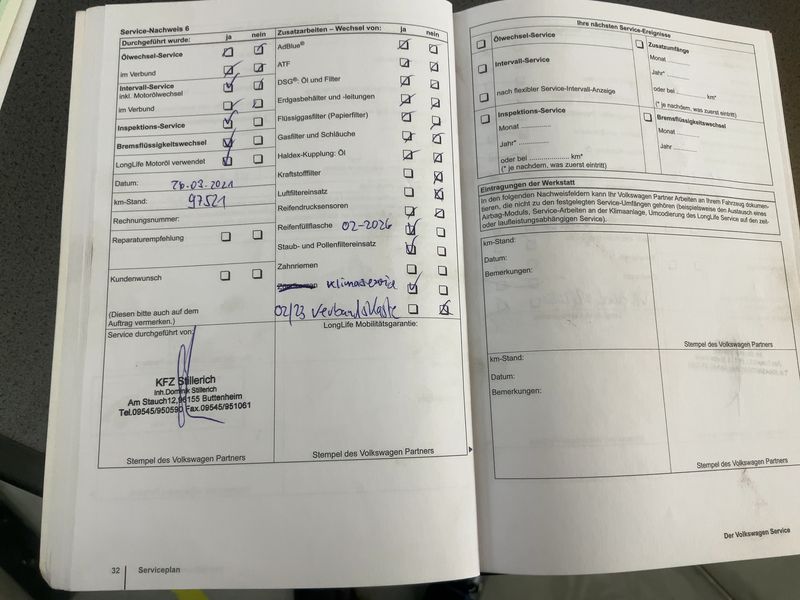 Service-Nachweis 6
Durchgeführt wurde:
ja
nein
Ölwechsel-Service
im Verbund
Intervall-Service
inkl. Motorölwechsel
im Verbund
Inspektions-Service
Bremsflüssigkeitswechsel
LongLife Motoröl verwendet
Datum:
26.03.2021
km-Stand:
97521
Rechnungsnummer:
Reparaturempfehlung
Kundenwunsch
(Diesen bitte auch auf dem
Auftrag vermerken.)
Zusatzarbeiten – Wechsel von:
ja
nein
AdBlue®
ATF
DSG®- Öl und Filter
Erdgasbehälter und -leitungen
Flüssiggasfilter (Papierfilter)
Gasfilter und Schläuche
Haldex-Kupplung: Öl
Kraftstofffilter
Luftfiltereinsatz
Reifendrucksensoren
Reifenfüllflasche 02-2026
Staub- und Pollenfiltereinsatz
Zahnriemen
Klimaservice
02/23 Verbandskaste
Service durchgeführt von:
KFZ Stillerich
Inh.Dominik Stillerich
Am Stauch12,96155 Buttenheim
Tel.09545/950590 Fax.09545/951061
Stempel des Volkswagen Partners
LongLife Mobilitätsgarantie:
Stempel des Volkswagen Partners
32
Serviceplan
Ihre nächsten Service-Ereignisse
Ölwechsel-Service
Intervall-Service
nach flexibler Service-Intervall-Anzeige
Inspektions-Service
Monat ............
Jahr* ............
oder bei .................. km*
(* je nachdem, was zuerst eintritt)
Zusatzumfänge
Monat ............
Jahr* ............
oder bei ............ km*
(* je nachdem, was zuerst eintritt)
Bremsflüssigkeitswechsel
Monat ............
Jahr ............
Eintragungen der Werkstatt
In den folgenden Nachweisfeldern kann Ihr Volkswagen Partner Arbeiten an Ihrem Fahrzeug dokumen-
tieren, die nicht zu den festgelegten Service-Umfängen gehören (beispielsweise den Austausch eines
Airbag-Moduls, Service-Arbeiten an der Klimaanlage, Umcodierung des LongLife Service auf den zeit-
oder laufleistungsabhängigen Service).
km-Stand:
Datum:
Bemerkungen:
Stempel des Volkswagen Partners
km-Stand:
Datum:
Bemerkungen:
Stempel des Volkswagen Partners
Der Volkswagen Service